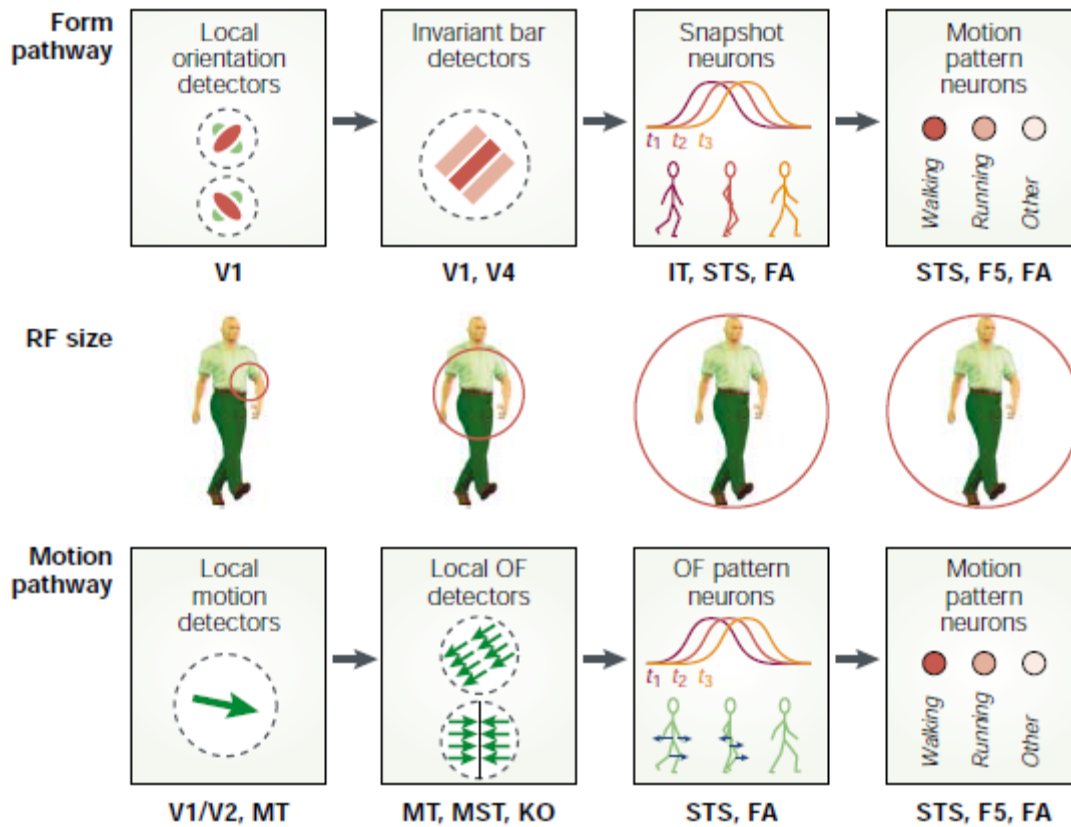 Form
pathway
Local
orientation
detectors
Invariant bar
detectors
Snapshot
neurons
t1 t2 t3
Motion
pattern
neurons
Walking
Running
Other
V1
V1, V4
IT, STS, FA
STS, F5, FA
RF size
Motion
pathway
Local
motion
detectors
Local OF
detectors
OF pattern
neurons
t1 t2 t3
Motion
pattern
neurons
Walking
Running
Other
V1/V2, MT
MT, MST, KO
STS, FA
STS, F5, FA